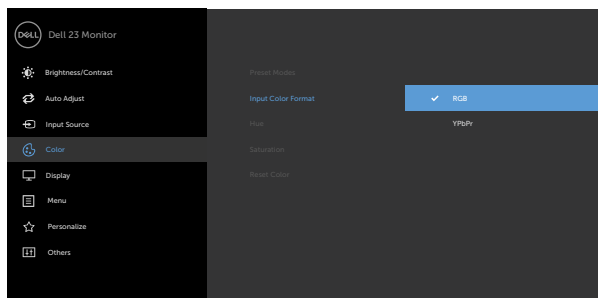 DELL Dell 23 Monitor
Brightness/Contrast Preset Modes
Auto Adjust Input Color Format RGB
Input Source Hue YPbPr
Color Saturation
Display Reset Color
Menu
Personalize
Others